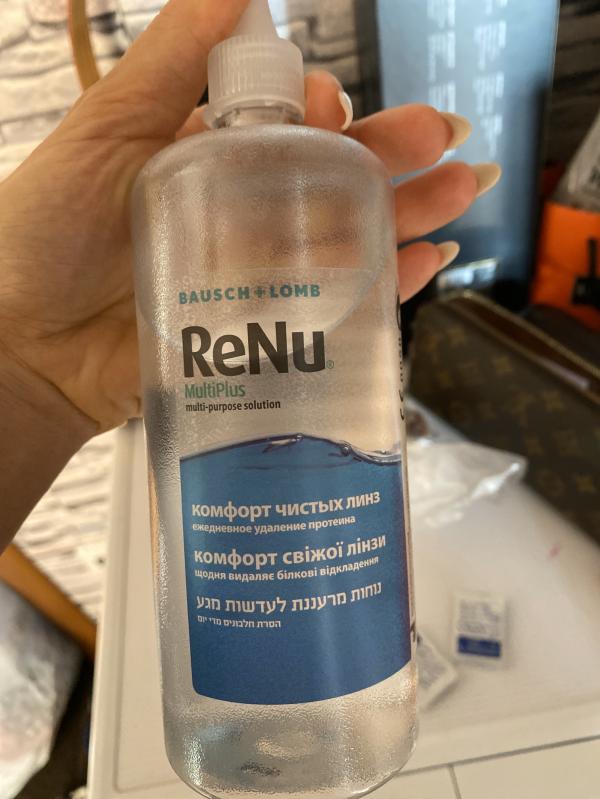 BAUSCH + LOMB
ReNu®
MultiPlus
multi-purpose solution
комфорт чистых линз
ежедневное удаление протеина
комфорт свіжої лінзи
щодня видаляє білкові відкладення
נוחות מרעננת לעדשות מגע
הסרת חלבונים מדי יום